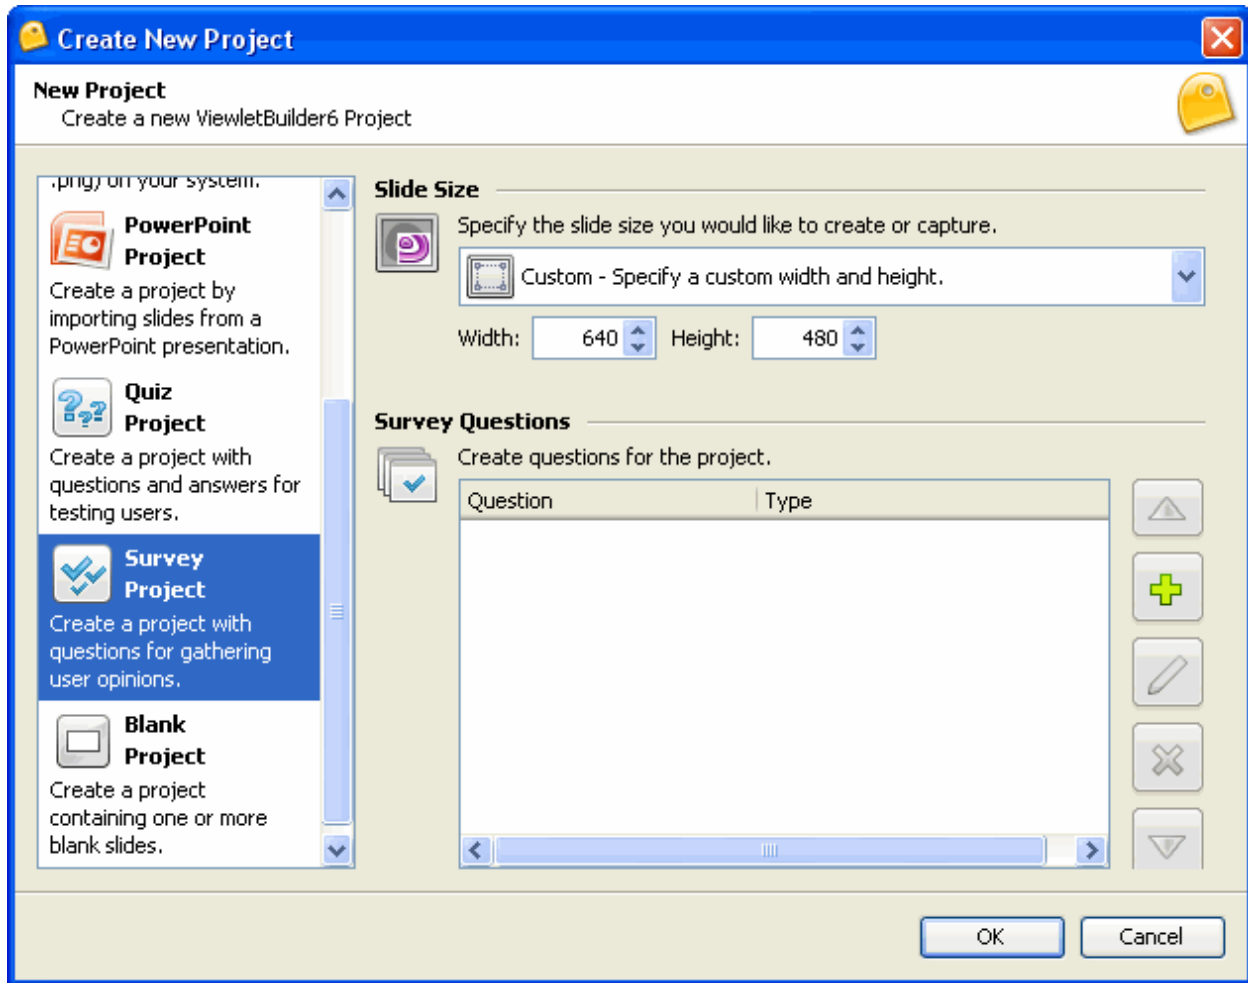 Create New Project
New Project
Create a new ViewletBuilder6 Project
.png) on your system.
PowerPoint
Project
Create a project by
importing slides from a
PowerPoint presentation.
Quiz
Project
Create a project with
questions and answers for
testing users.
Survey
Project
Create a project with
questions for gathering
user opinions.
Blank
Project
Create a project
containing one or more
blank slides.
Slide Size
Specify the slide size you would like to create or capture.
Custom - Specify a custom width and height.
Width: 640 Height: 480
Survey Questions
Create questions for the project.
Question Type
OK Cancel